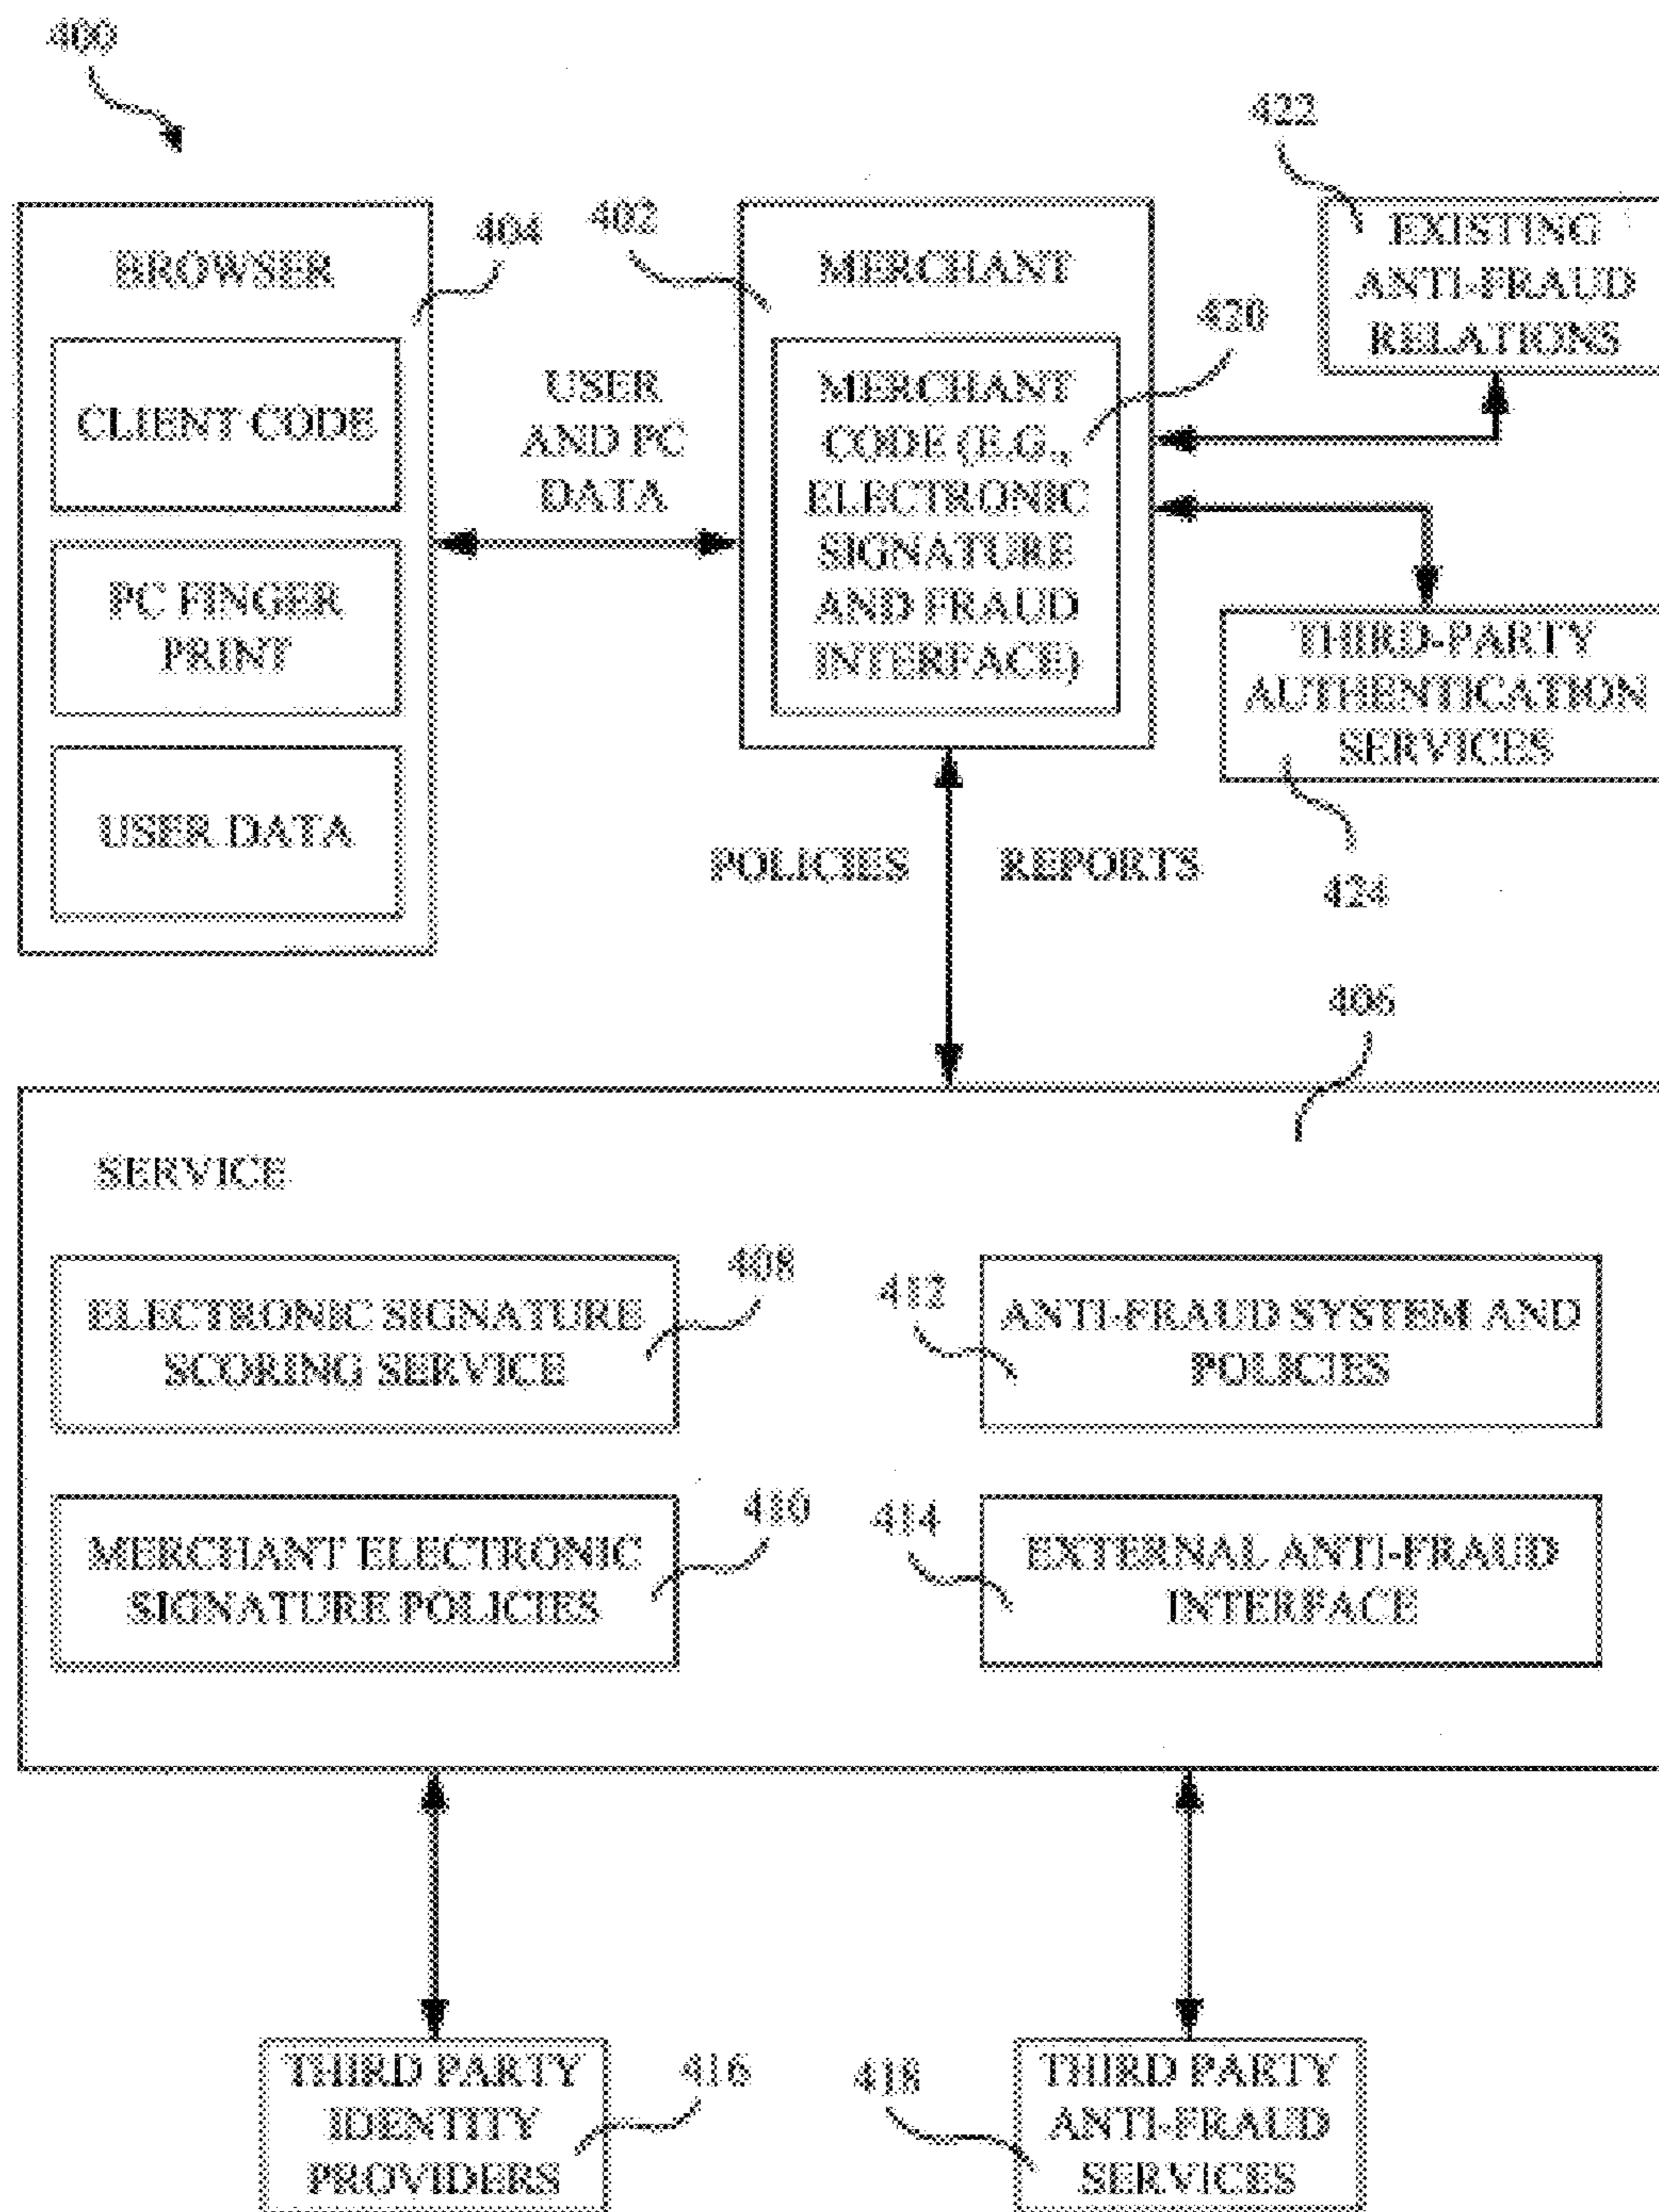 400
422
BROWSER
404
CLIENT CODE
PC FINGER
PRINT
USER DATA
USER
AND PC
DATA
402
MERCHANT
420
MERCHANT
CODE (E.G.,
ELECTRONIC
SIGNATURE
AND FRAUD
INTERFACE)
EXISTING
ANTI-FRAUD
RELATIONS
THIRD-PARTY
AUTHENTICATION
SERVICES
424
POLICIES
REPORTS
406
SERVICE
ELECTRONIC SIGNATURE
SCORING SERVICE
408
412
ANTI-FRAUD SYSTEM AND
POLICIES
MERCHANT ELECTRONIC
SIGNATURE POLICIES
410
414
EXTERNAL ANTI-FRAUD
INTERFACE
THIRD PARTY
IDENTITY
PROVIDERS
416
418
THIRD PARTY
ANTI-FRAUD
SERVICES